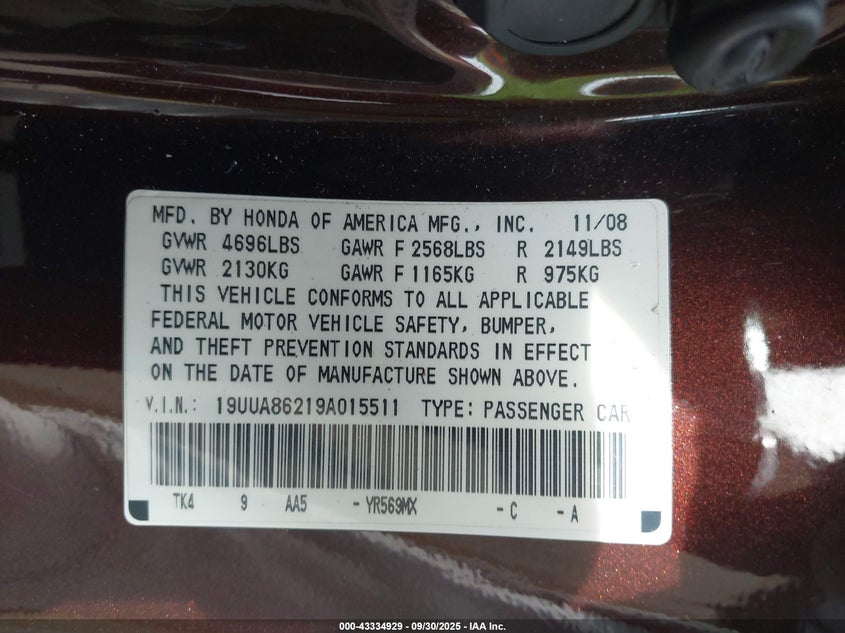 MFD. BY HONDA OF AMERICA MFG., INC. 11/08
GVWR 4696LBS GAWR F 2568LBS R 2149LBS
GVWR 2130KG GAWR F 1165KG R 975KG
THIS VEHICLE CONFORMS TO ALL APPLICABLE
FEDERAL MOTOR VEHICLE SAFETY, BUMPER,
AND THEFT PREVENTION STANDARDS IN EFFECT
ON THE DATE OF MANUFACTURE SHOWN ABOVE.
V.I.N.: 19UUA86219A015511 TYPE: PASSENGER CAR
TK4 9 AA5 - YR569MX - C - A
000-43334929 - 09/30/2025 - IAA Inc.